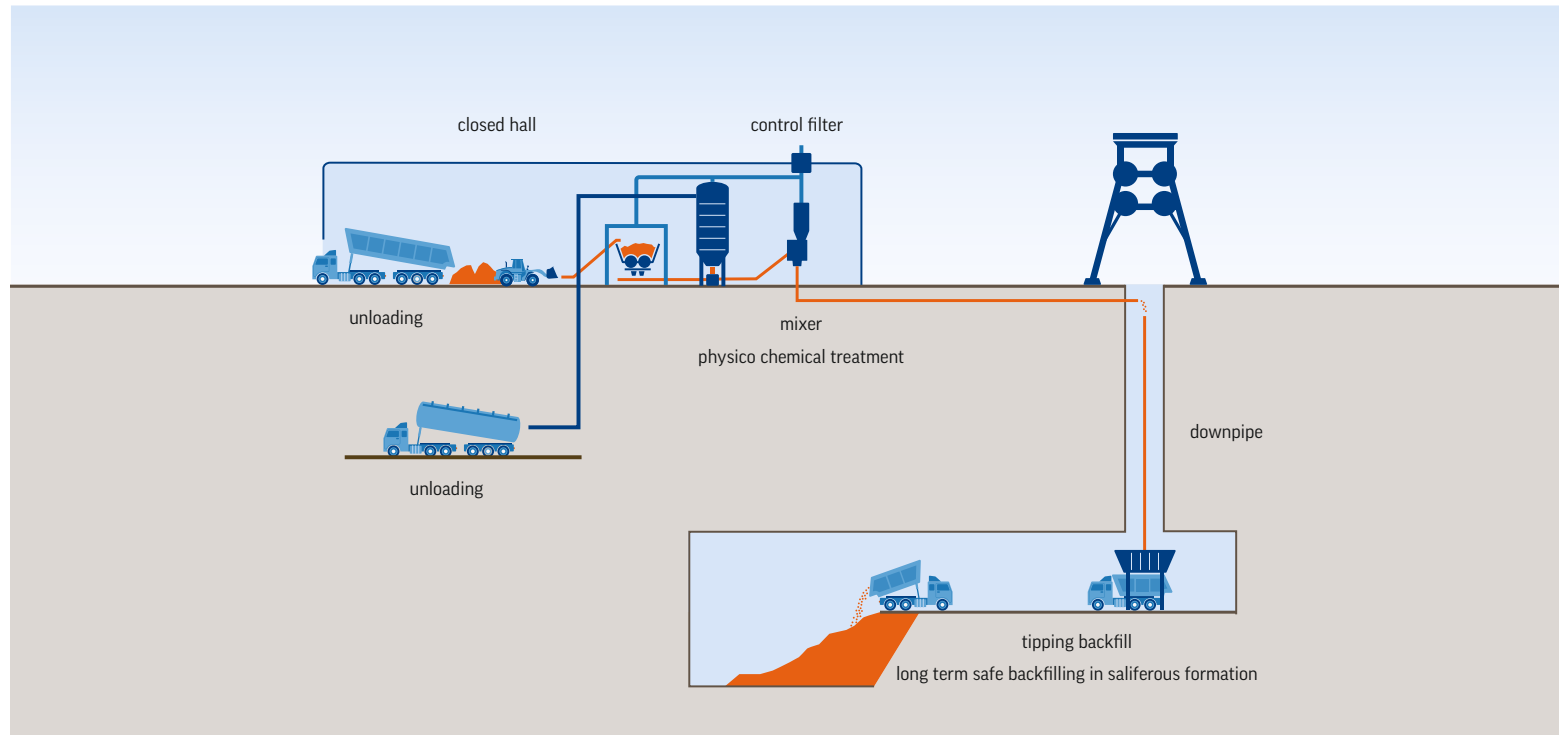 closed hall
control filter
unloading
mixer
physico chemical treatment
downpipe
unloading
tipping backfill
long term safe backfilling in saliferous formation